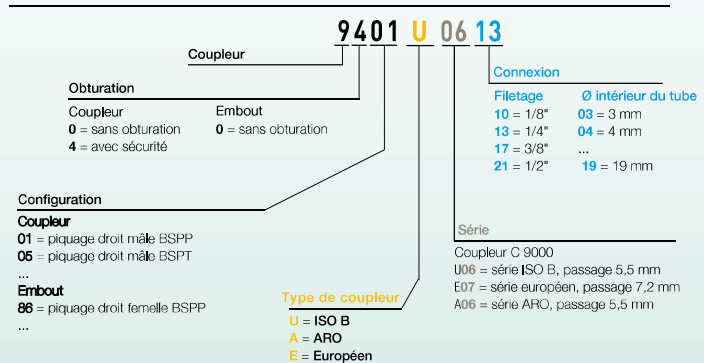 9401 U 06 13
Coupleur
Obturation
Coupleur Embout
0 = sans obturation 0 = sans obturation
4 = avec sécurité
Connexion
Filetage Ø intérieur du tube
10 = 1/8" 03 = 3 mm
13 = 1/4" 04 = 4 mm
17 = 3/8" ...
21 = 1/2" 19 = 19 mm
Configuration
Coupleur
01 = piquage droit mâle BSPP
05 = piquage droit mâle BSPT
...
Embout
86 = piquage droit femelle BSPP
...
Série
Coupleur C 9000
U06 = série ISO B, passage 5,5 mm
E07 = série européen, passage 7,2 mm
A06 = série ARO, passage 5,5 mm
Type de coupleur
U = ISO B
A = ARO
E = Européen